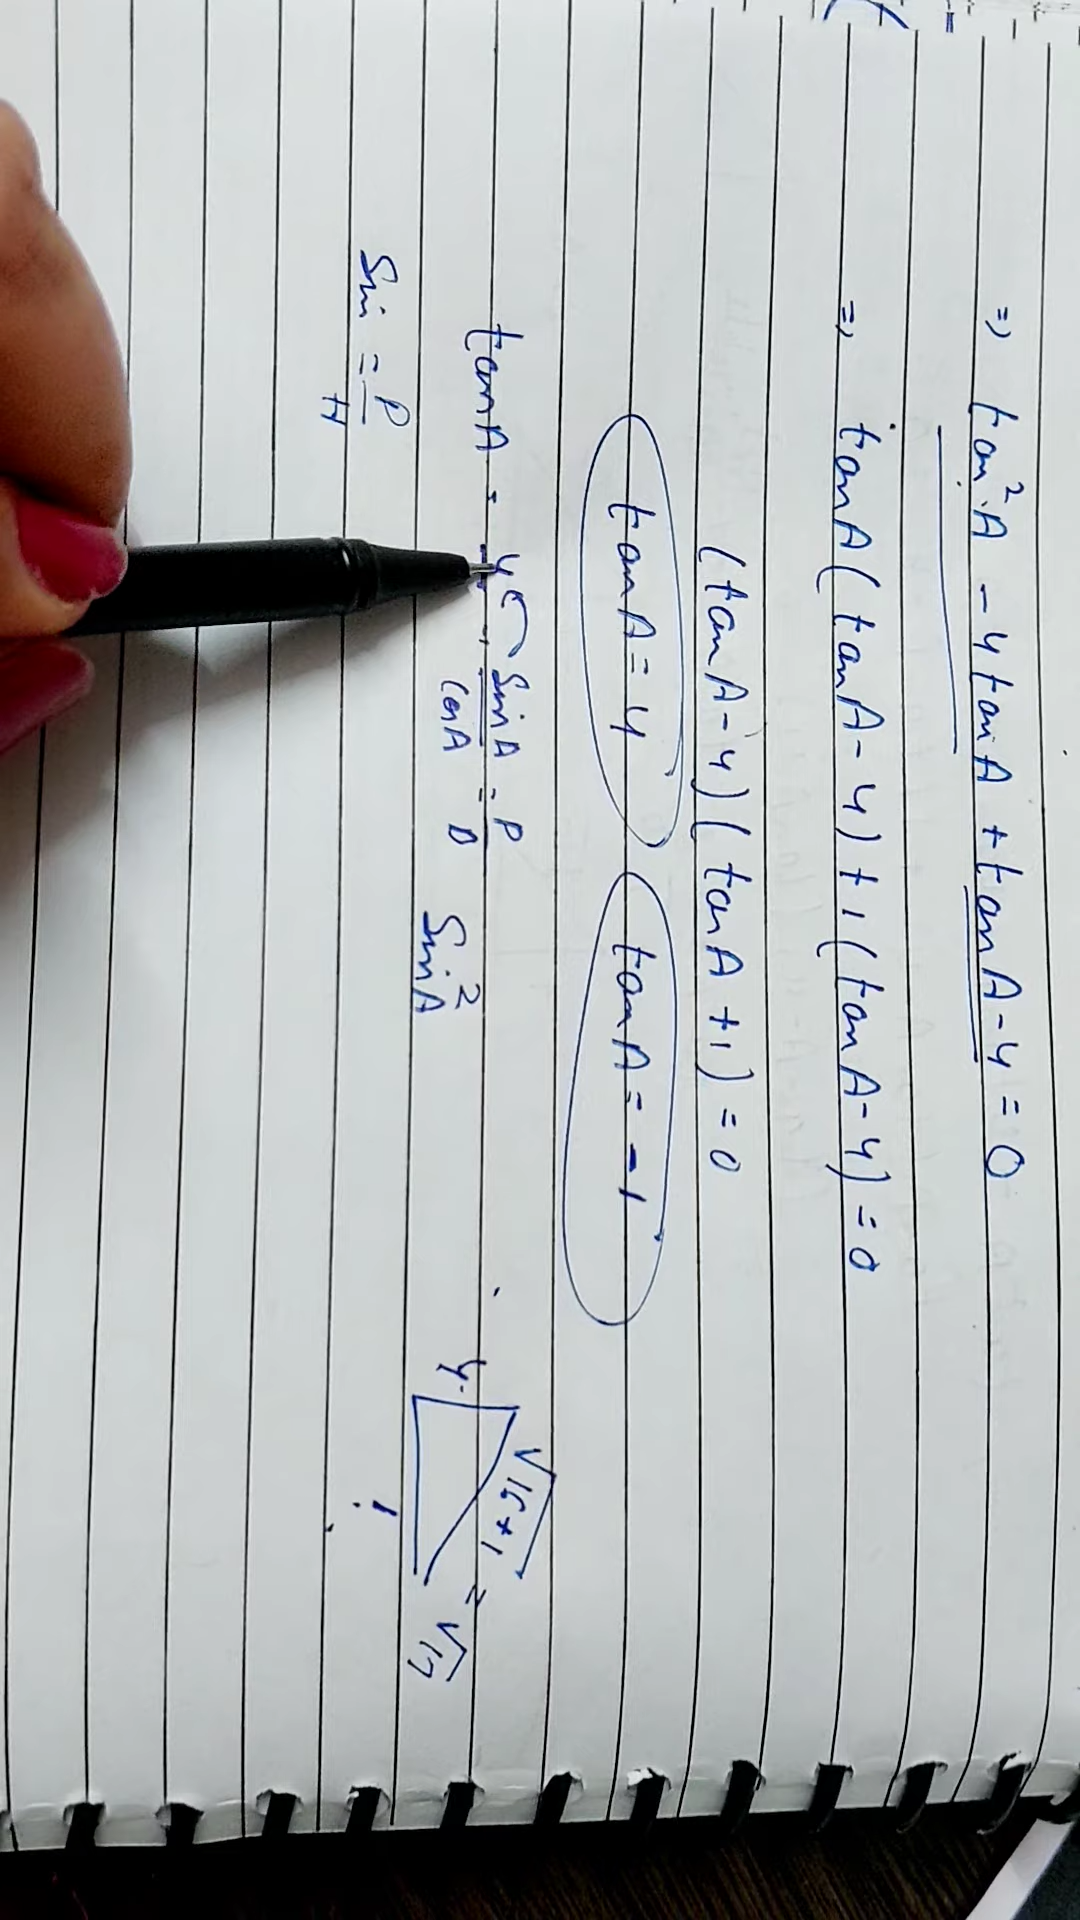 =) tan²A - 4tanA + tanA - 4 = 0
=) tanA(tanA - 4) + 1(tanA - 4) = 0
(tanA - 4)(tanA + 1) = 0
tanA = 4 tanA = -1
tanA = 4 = SinA/CosA = P/B
Sin²A
Sin = P/H
4 √16+1 = √17
1